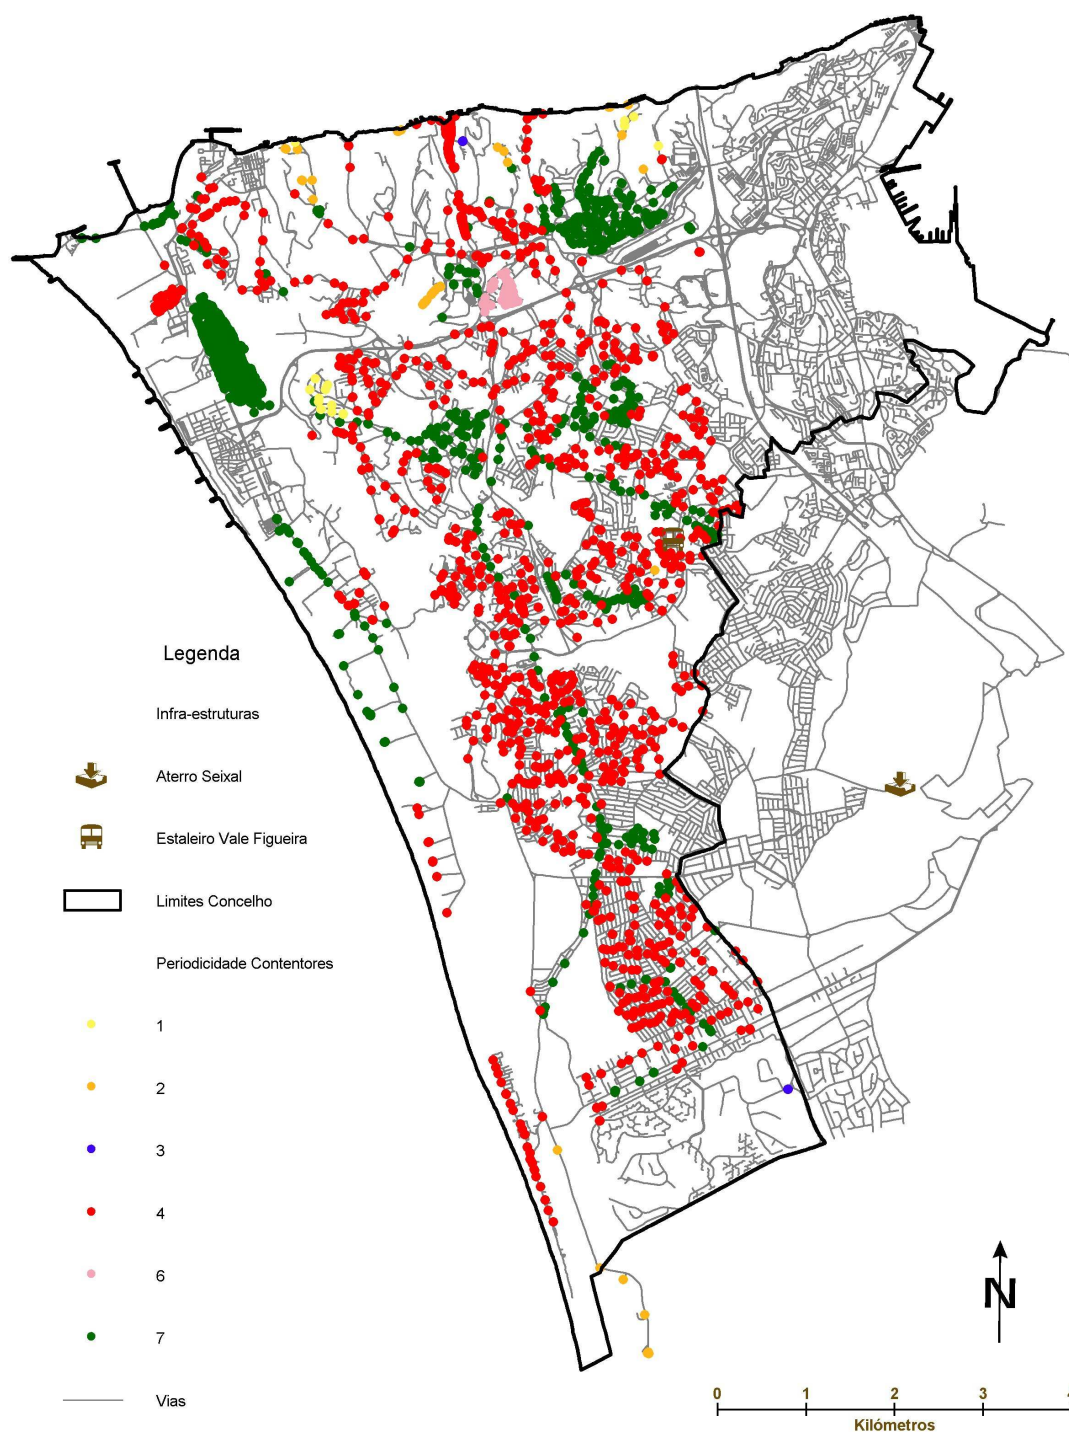 Legenda
Infra-estruturas
Aterro Seixal
Estaleiro Vale Figueira
Limites Concelho
Periodicidade Contentores
1
2
3
4
6
7
Vias
N
0 1 2 3 4
Kilómetros